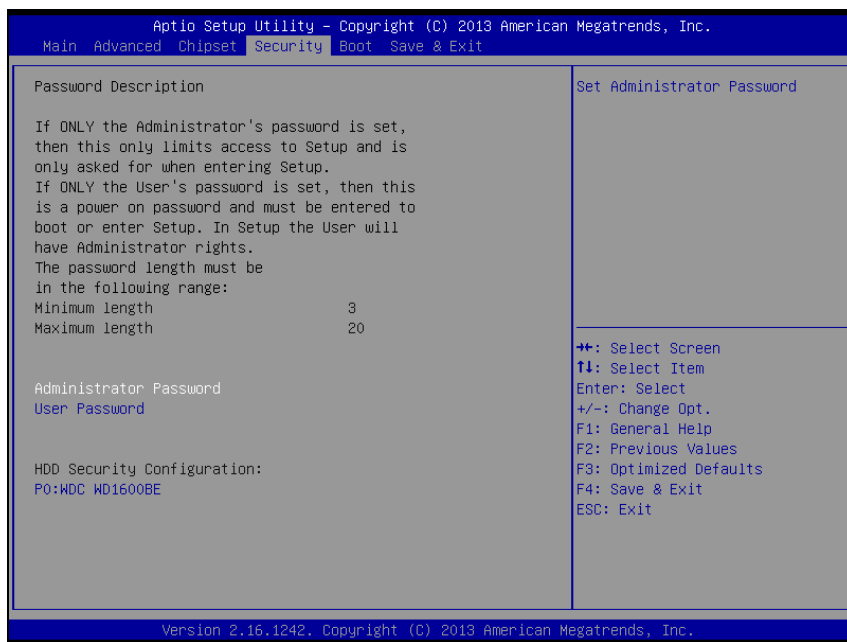 Aptio Setup Utility – Copyright (C) 2013 American Megatrends, Inc.
Main Advanced Chipset Security Boot Save & Exit
Password Description
If ONLY the Administrator's password is set,
then this only limits access to Setup and is
only asked for when entering Setup.
If ONLY the User's password is set, then this
is a power on password and must be entered to
boot or enter Setup. In Setup the User will
have Administrator rights.
The password length must be
in the following range:
Minimum length 3
Maximum length 20
Administrator Password
User Password
HDD Security Configuration:
P0:WDC WD1600BE
Set Administrator Password
→←: Select Screen
↑↓: Select Item
Enter: Select
+/-: Change Opt.
F1: General Help
F2: Previous Values
F3: Optimized Defaults
F4: Save & Exit
ESC: Exit
Version 2.16.1242. Copyright (C) 2013 American Megatrends, Inc.